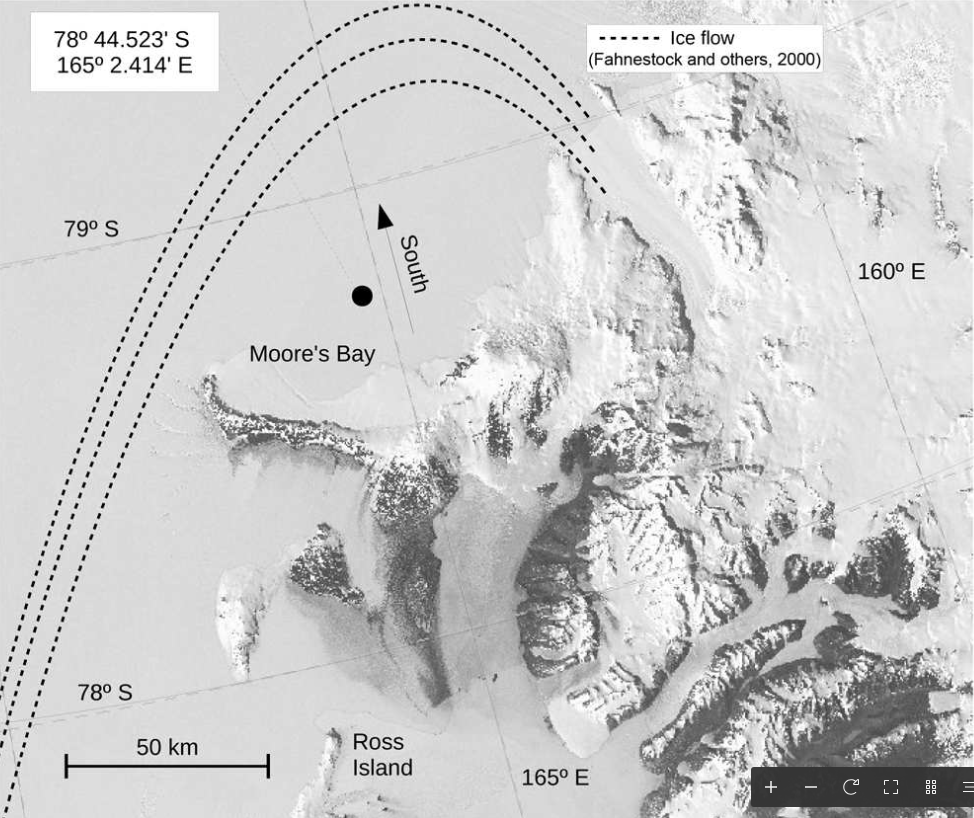 78º 44.523' S
165º 2.414' E
Ice flow
(Fahnestock and others, 2000)
79º S
South
160º E
Moore's Bay
78º S
50 km
Ross
Island
165º E